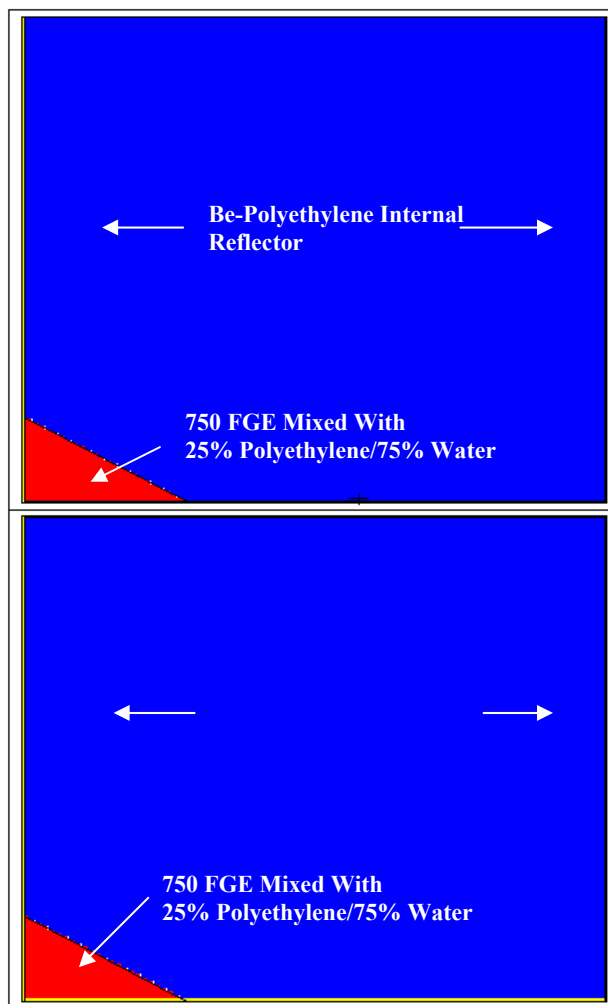 Be-Polyethylene Internal
Reflector
750 FGE Mixed With
25% Polyethylene/75% Water
750 FGE Mixed With
25% Polyethylene/75% Water